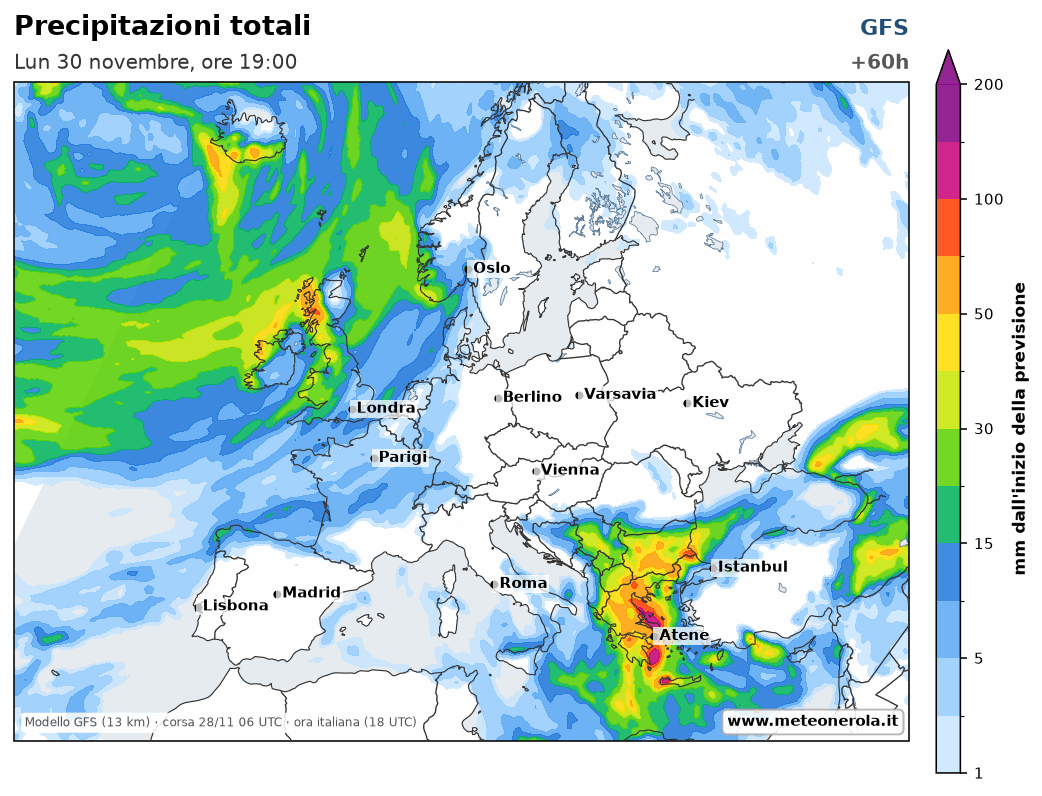 Precipitazioni totali
GFS
Lun 30 novembre, ore 19:00
+60h
200
100
50
30
15
5
1
mm dall'inizio della previsione
Oslo
Berlino
Varsavia
Kiev
Londra
Parigi
Vienna
Istanbul
Roma
Madrid
Lisbona
Atene
Modello GFS (13 km) · corsa 28/11 06 UTC · ora italiana (18 UTC)
www.meteonerola.it